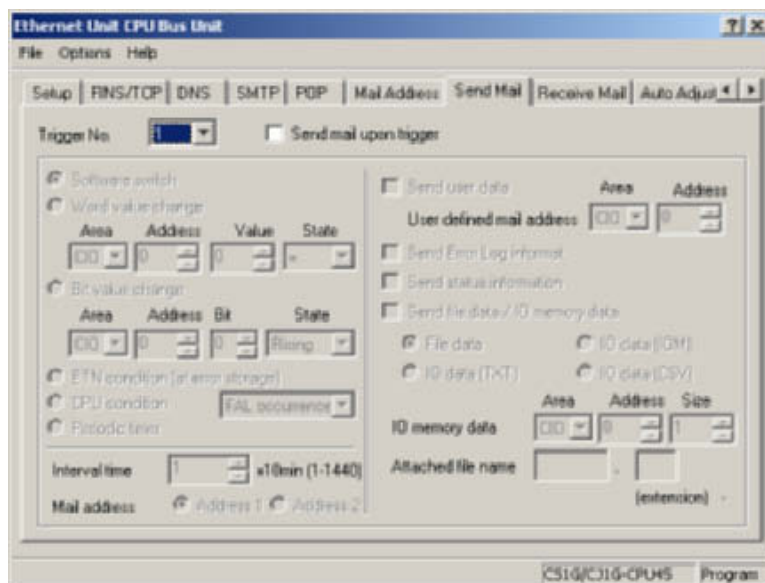 Ethernet Unit CPU Bus Unit
File Options Help
Setup FINS/TCP DNS SMTP POP Mail Address Send Mail Receive Mail Auto Adjust
Trigger No. 1 Send mail upon trigger
Software switch
Word value change
Area Address Value State
CIO 0 0 =
Bit value change
Area Address Bit State
CIO 0 0 Rising
ETN condition (at error storage)
CPU condition FAL occurrence
Periodic timer
Interval time 1 x10min (1-1440)
Mail address Address 1 Address 2
Send user data Area Address
User defined mail address CIO 0
Send Error Log informat
Send status information
Send file data / IO memory data
File data IO data (IOM)
IO data (TXT) IO data (CSV)
Area Address Size
IO memory data CIO 0 1
Attached file name .
(extension)
CS1G/CJ1G-CPU45 Program